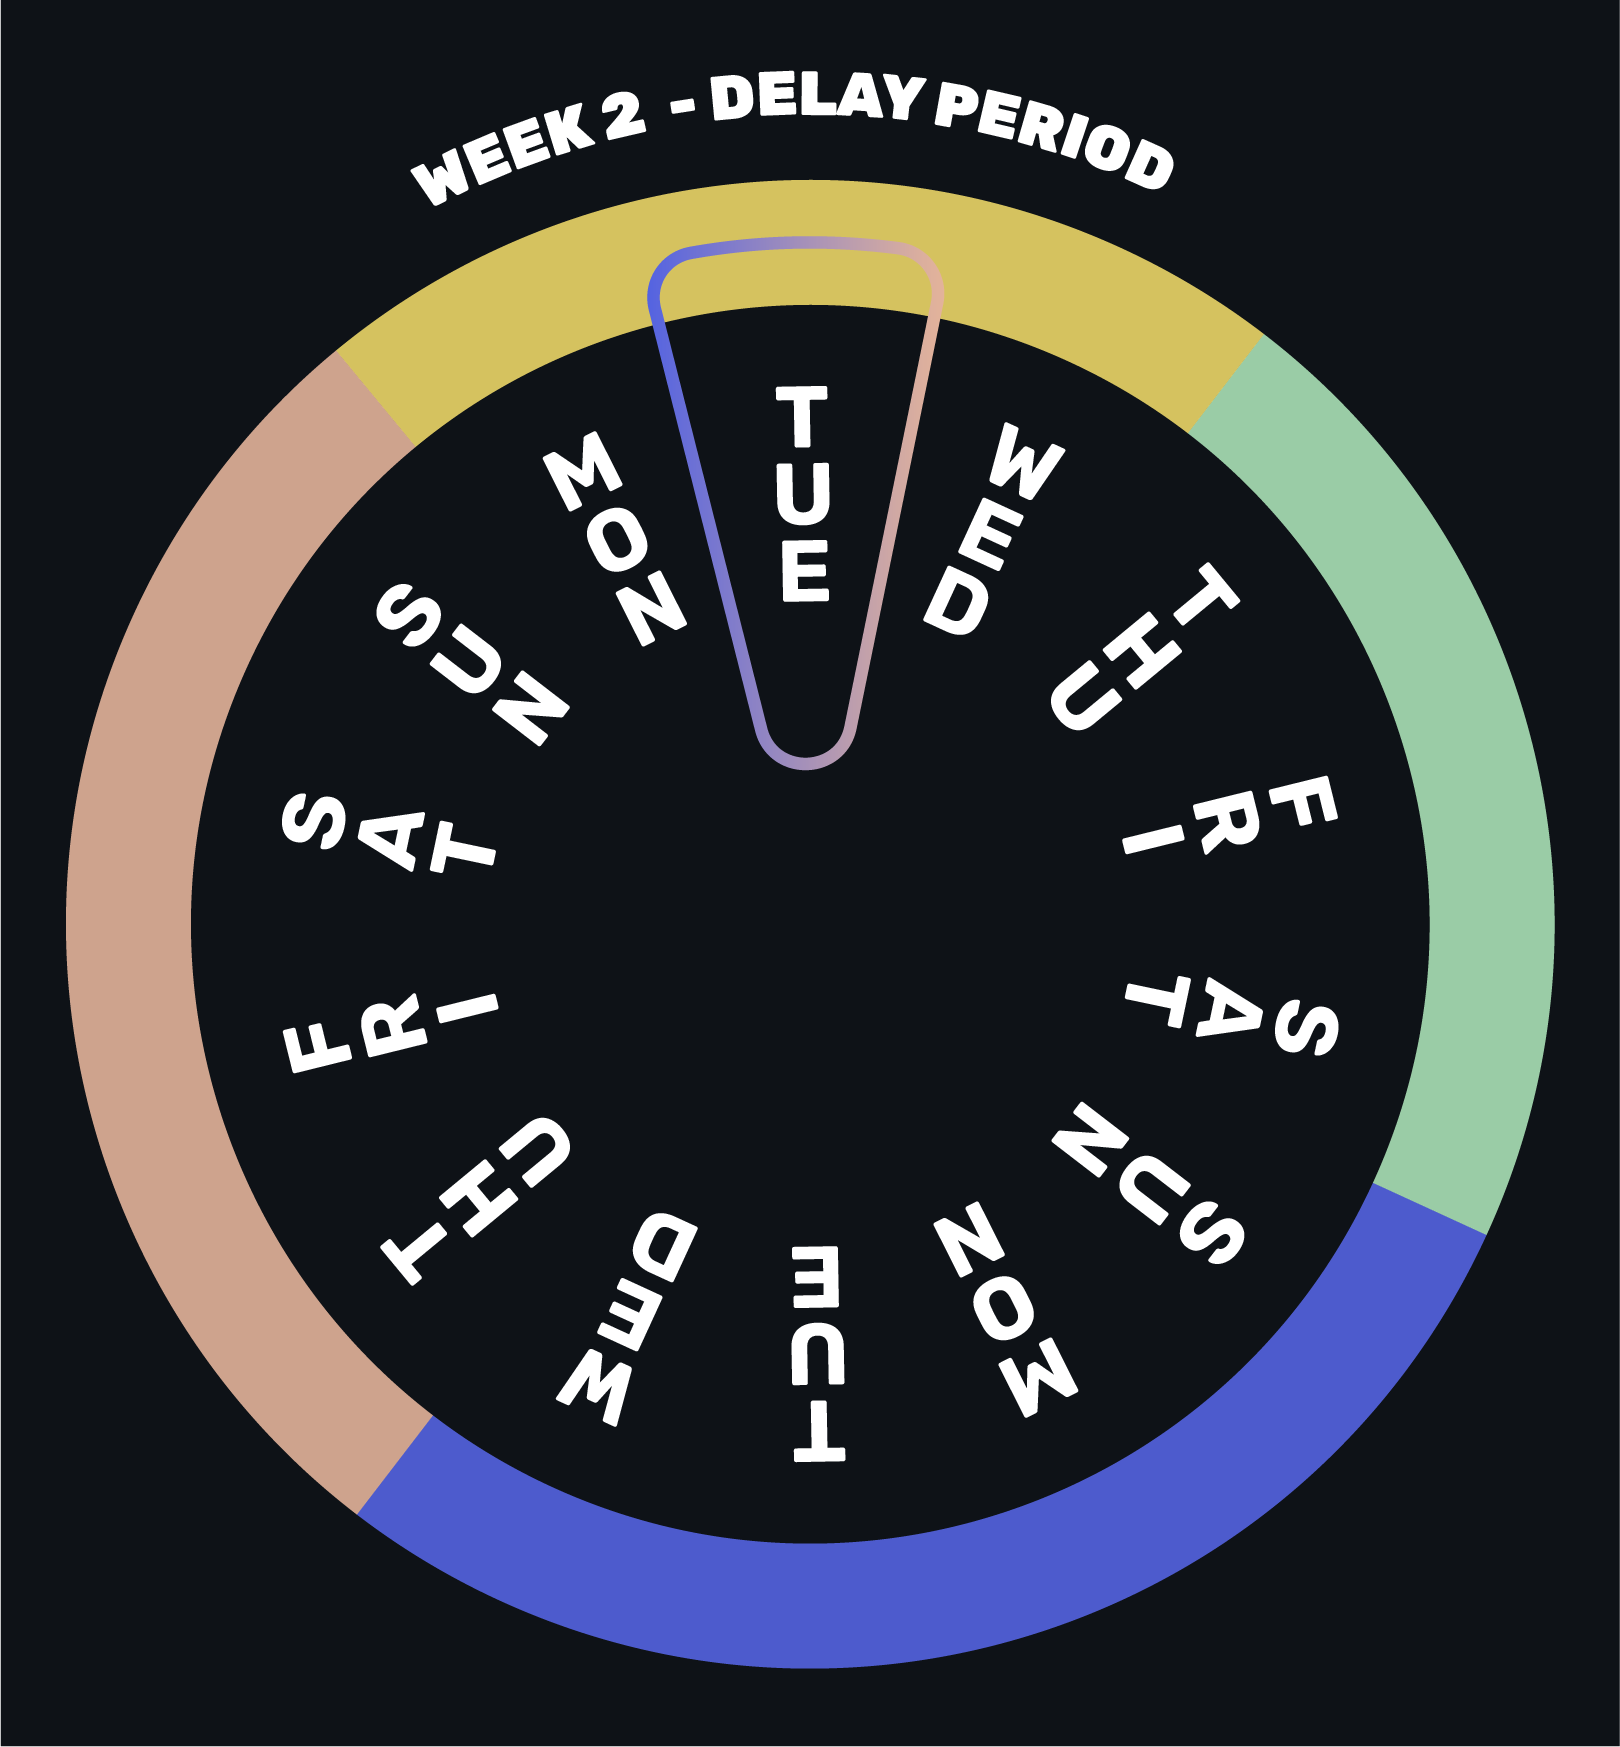 WEEK 2 - DELAY PERIOD
TUE
WED
THU
FRI
SAT
SUN
MON
TUE
WED
THU
FRI
SAT
SUN
MON